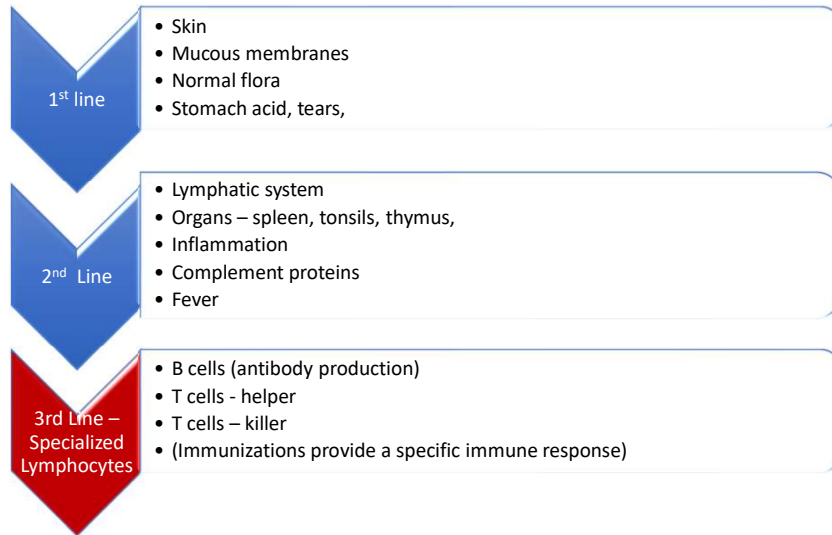 1st line
• Skin
• Mucous membranes
• Normal flora
• Stomach acid, tears,
2nd Line
• Lymphatic system
• Organs – spleen, tonsils, thymus,
• Inflammation
• Complement proteins
• Fever
3rd Line –
Specialized
Lymphocytes
• B cells (antibody production)
• T cells - helper
• T cells – killer
• (Immunizations provide a specific immune response)